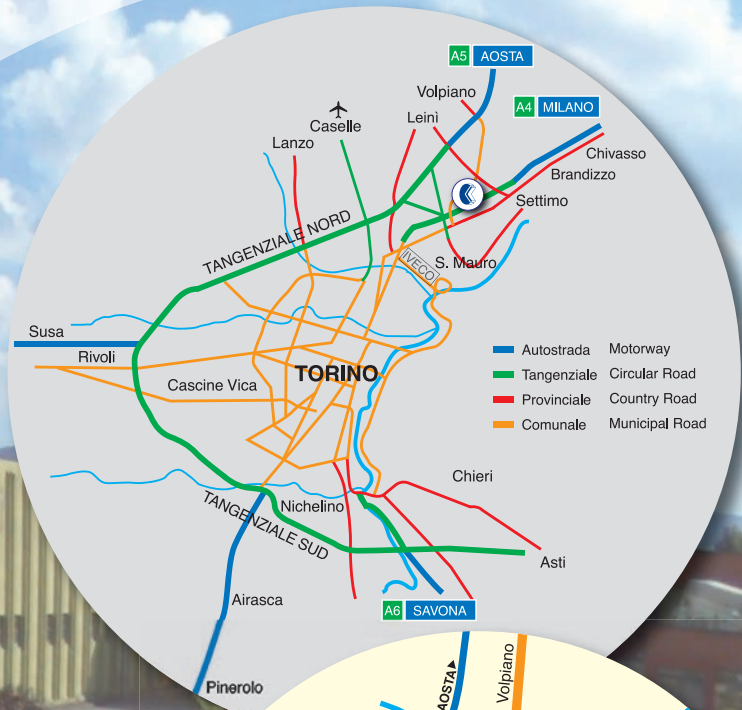 A5 AOSTA
Volpiano
A4 MILANO
Leinì
Caselle
Lanzo
Chivasso
Brandizzo
Settimo
TANGENZIALE NORD
S. Mauro
IVECO
Susa
Rivoli
Autostrada Motorway
Tangenziale Circular Road
Provinciale Country Road
Comunale Municipal Road
TORINO
Cascine Vica
Chieri
Nichelino
TANGENZIALE SUD
Asti
Airasca
A6 SAVONA
Pinerolo
AOSTA
Volpiano